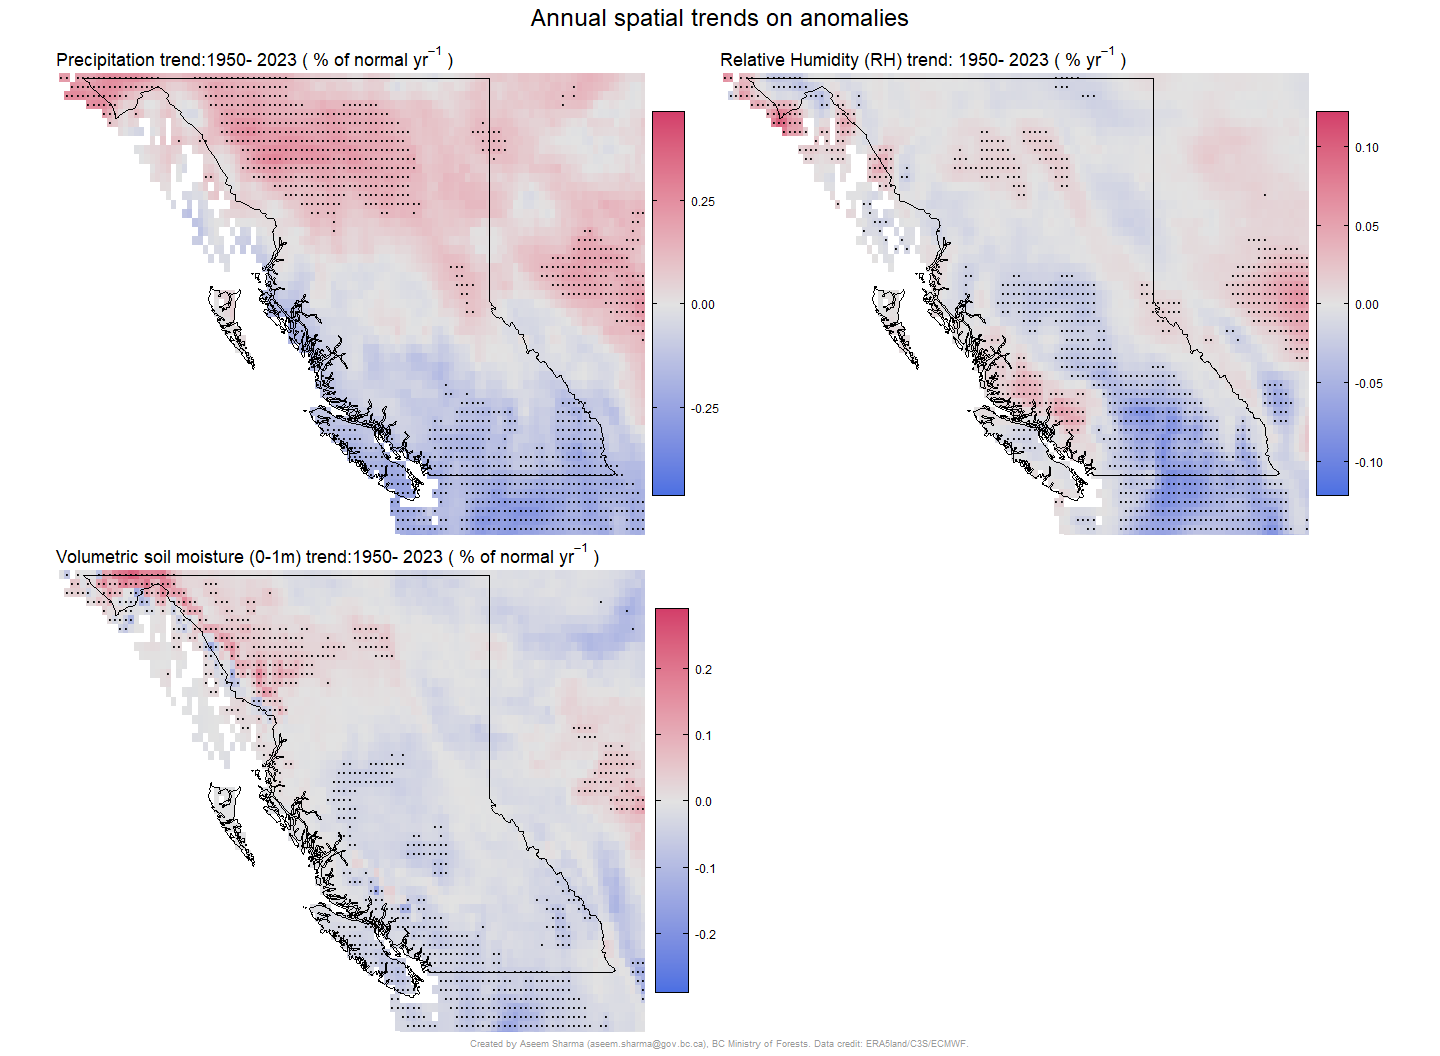 Annual spatial trends on anomalies
Precipitation trend:1950- 2023 ( % of normal yr⁻¹ )
0.25
0.00
-0.25
Relative Humidity (RH) trend: 1950- 2023 ( % yr⁻¹ )
0.10
0.05
0.00
-0.05
-0.10
Volumetric soil moisture (0-1m) trend:1950- 2023 ( % of normal yr⁻¹ )
0.2
0.1
0.0
-0.1
-0.2
Created by Aseem Sharma (aseem.sharma@gov.bc.ca), BC Ministry of Forests. Data credit: ERA5land/C3S/ECMWF.